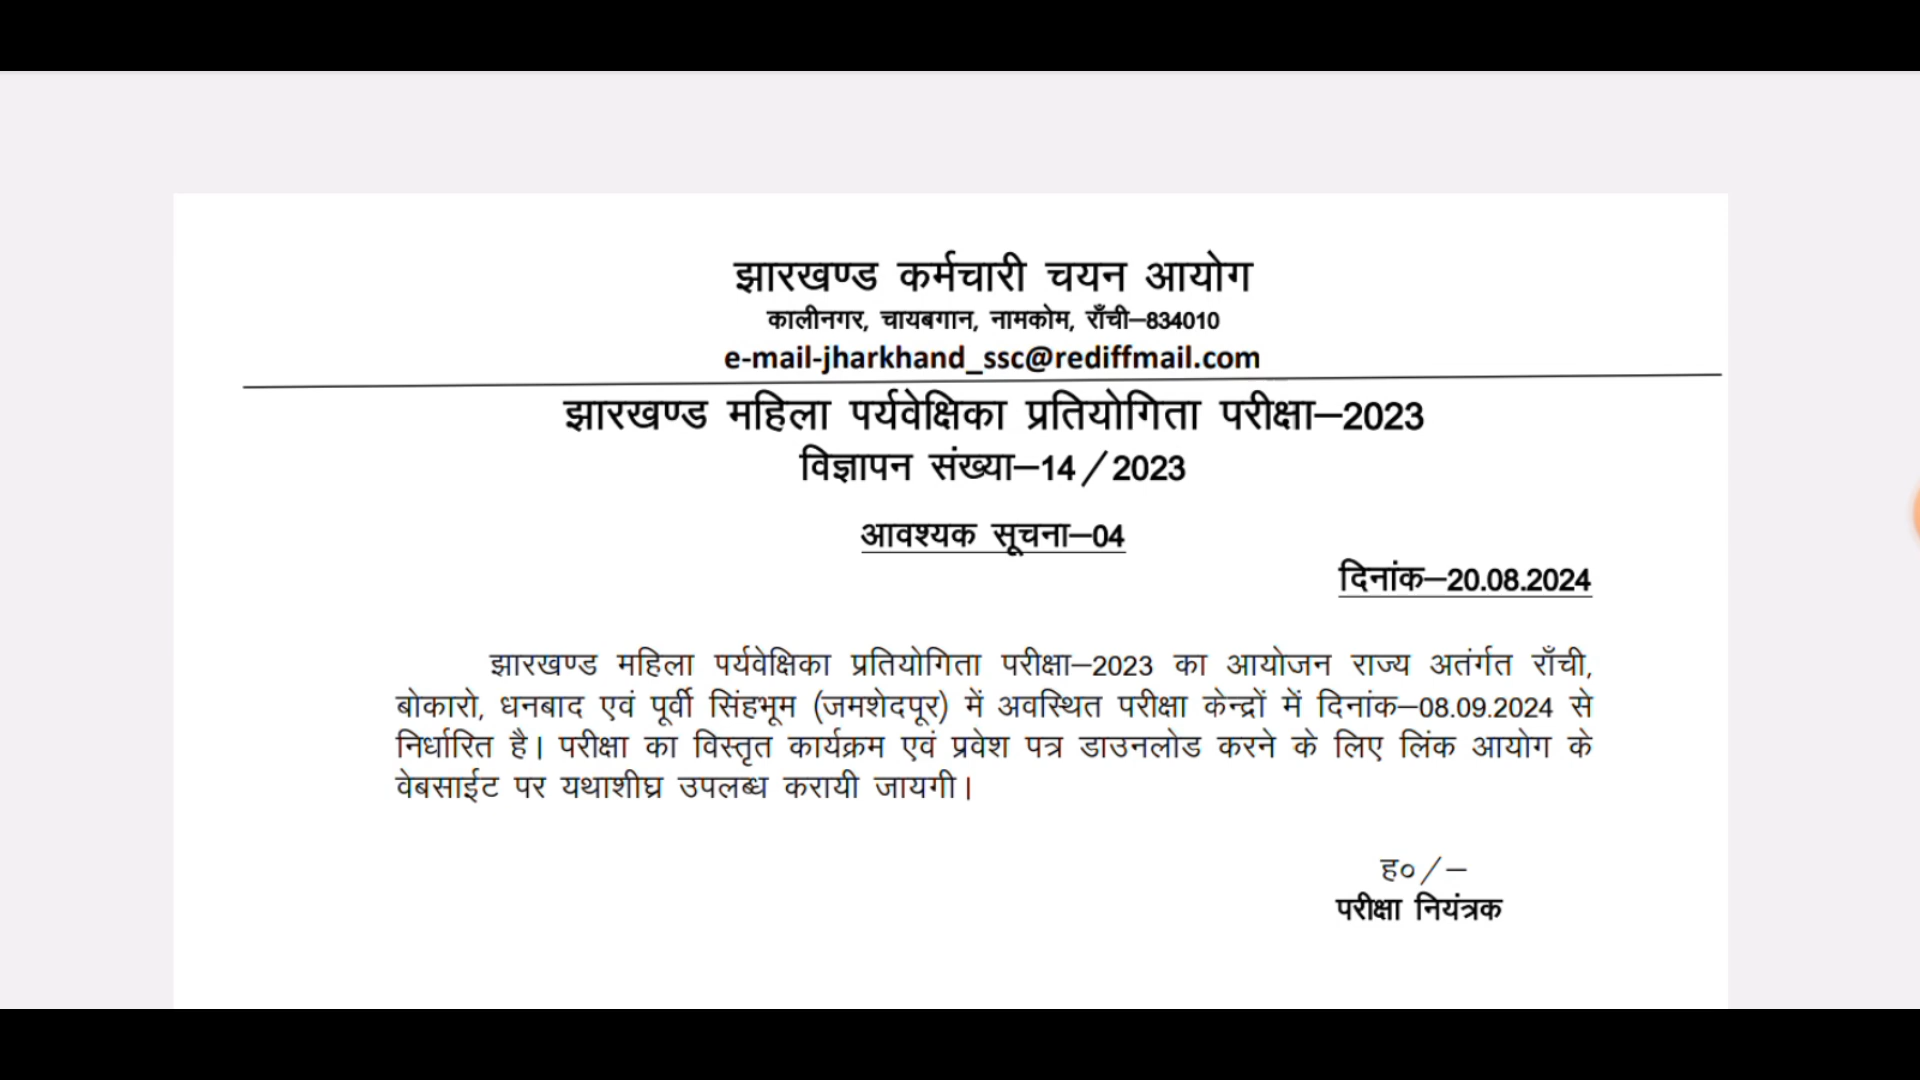 झारखण्ड कर्मचारी चयन आयोग
कालीनगर, चायबगान, नामकोम, राँची–834010
e-mail-jharkhand_ssc@rediffmail.com
झारखण्ड महिला पर्यवेक्षिका प्रतियोगिता परीक्षा–2023
विज्ञापन संख्या–14/2023
आवश्यक सूचना–04
दिनांक–20.08.2024
झारखण्ड महिला पर्यवेक्षिका प्रतियोगिता परीक्षा–2023 का आयोजन राज्य अतंर्गत राँची,
बोकारो, धनबाद एवं पूर्वी सिंहभूम (जमशेदपूर) में अवस्थित परीक्षा केन्द्रों में दिनांक–08.09.2024 से
निर्धारित है। परीक्षा का विस्तृत कार्यक्रम एवं प्रवेश पत्र डाउनलोड करने के लिए लिंक आयोग के
वेबसाईट पर यथाशीघ्र उपलब्ध करायी जायगी।
ह०/–
परीक्षा नियंत्रक